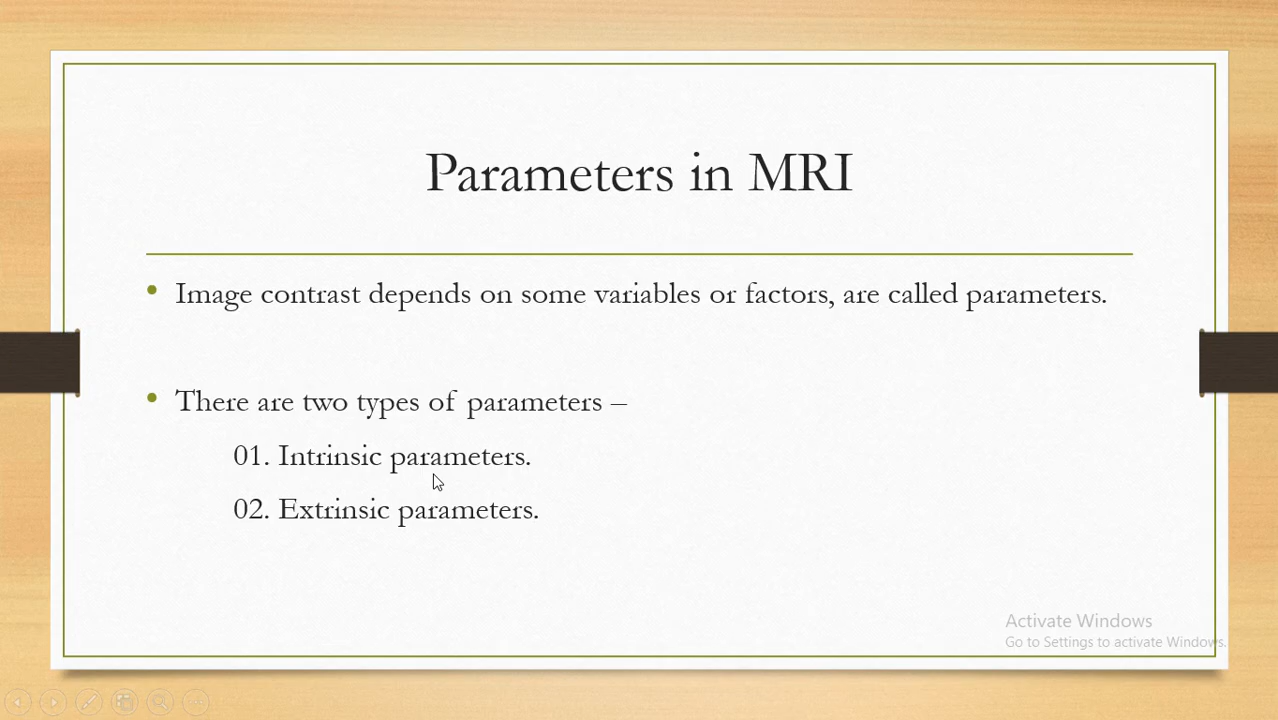 Parameters in MRI
• Image contrast depends on some variables or factors, are called parameters.
• There are two types of parameters –
01. Intrinsic parameters.
02. Extrinsic parameters.
Activate Windows
Go to Settings to activate Windows.